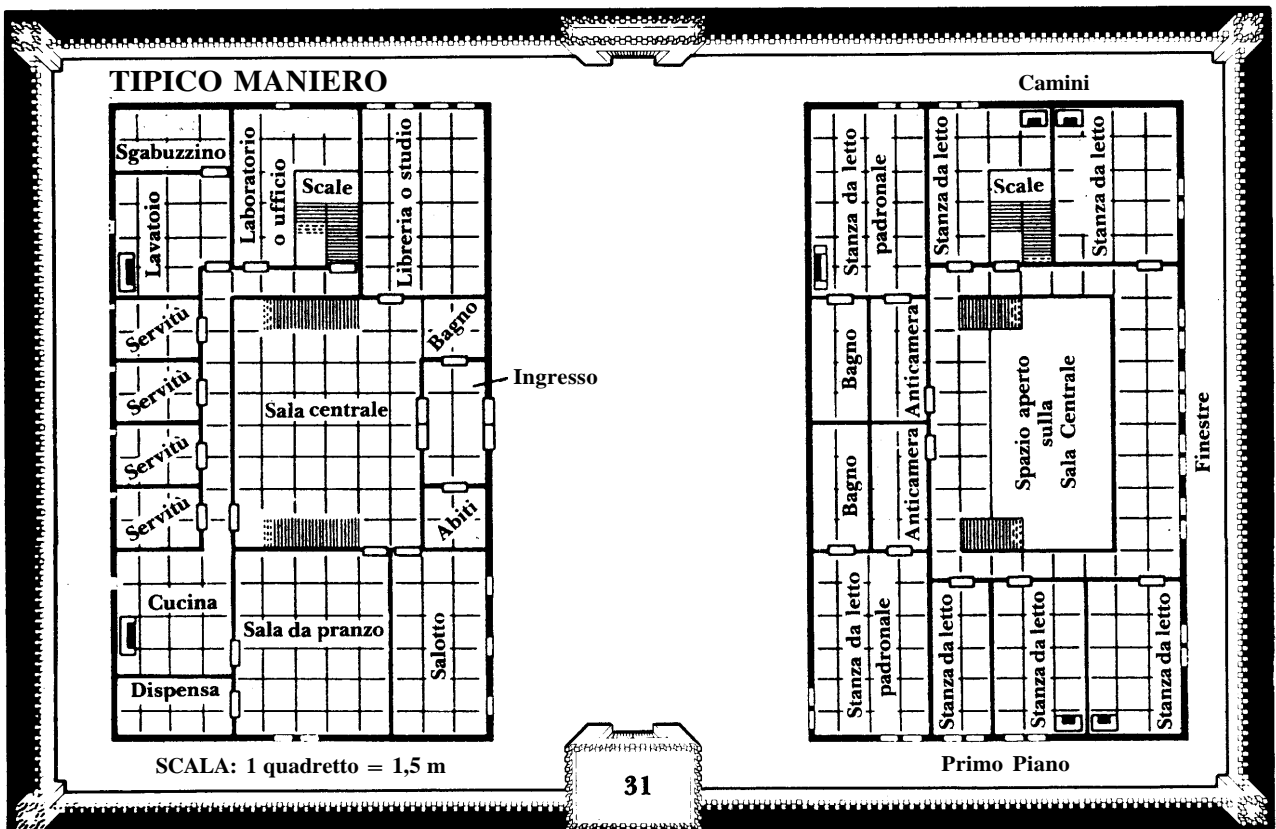 TIPICO MANIERO
Sgabuzzino
Lavatoio
Laboratorio
o ufficio
Scale
Libreria o studio
Servitù
Servitù
Servitù
Servitù
Sala centrale
Bagno
Ingresso
Abiti
Cucina
Dispensa
Sala da pranzo
Salotto
SCALA: 1 quadretto = 1,5 m
Camini
Stanza da letto
padronale
Stanza da letto
Scale
Stanza da letto
Bagno
Anticamera
Bagno
Anticamera
Spazio aperto
sulla
Sala Centrale
Finestre
Stanza da letto
padronale
Stanza da letto
Stanza da letto
Stanza da letto
Primo Piano
31